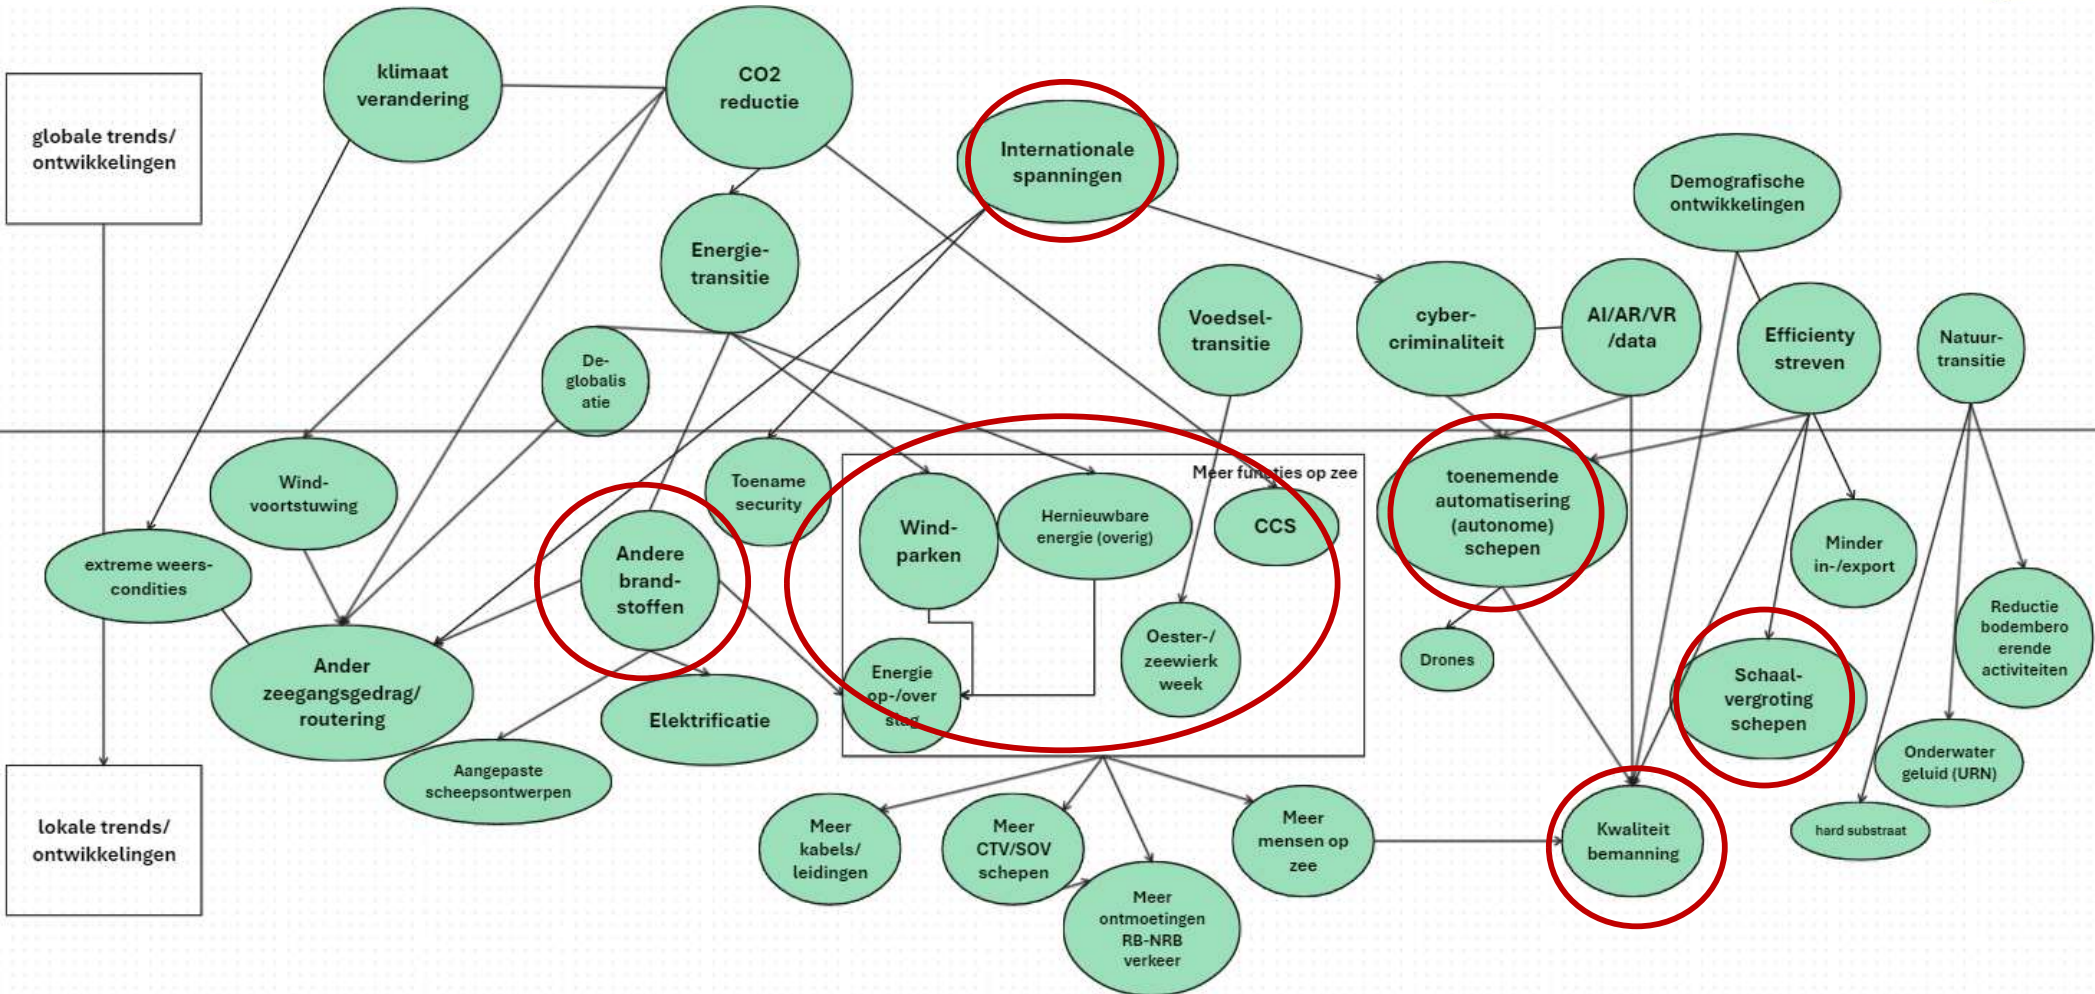 klimaat
verandering
CO2
reductie
globale trends/
ontwikkelingen
Internationale
spanningen
Demografische
ontwikkelingen
Energie-
transitie
Voedsel-
transitie
cyber-
criminaliteit
AI/AR/VR
/data
Efficienty
streven
Natuur-
transitie
De-
globalis
atie
Wind-
voortstuwing
Toename
security
Meer functies op zee
Wind-
parken
Hernieuwbare
energie (overig)
CCS
toenemende
automatisering
(autonome)
schepen
Minder
in-/export
extreme weers-
condities
Andere
brand-
stoffen
Reductie
bodembero
erende
activiteiten
Oester-/
zeewierk
week
Drones
Ander
zeegangsgedrag/
routering
Energie
op-/over
slag
Schaal-
vergroting
schepen
Elektrificatie
Aangepaste
scheepsontwerpen
Onderwater
geluid (URN)
lokale trends/
ontwikkelingen
Meer
kabels/
leidingen
Meer
CTV/SOV
schepen
Meer
mensen op
zee
Kwaliteit
bemanning
hard substraat
Meer
ontmoetingen
RB-NRB
verkeer